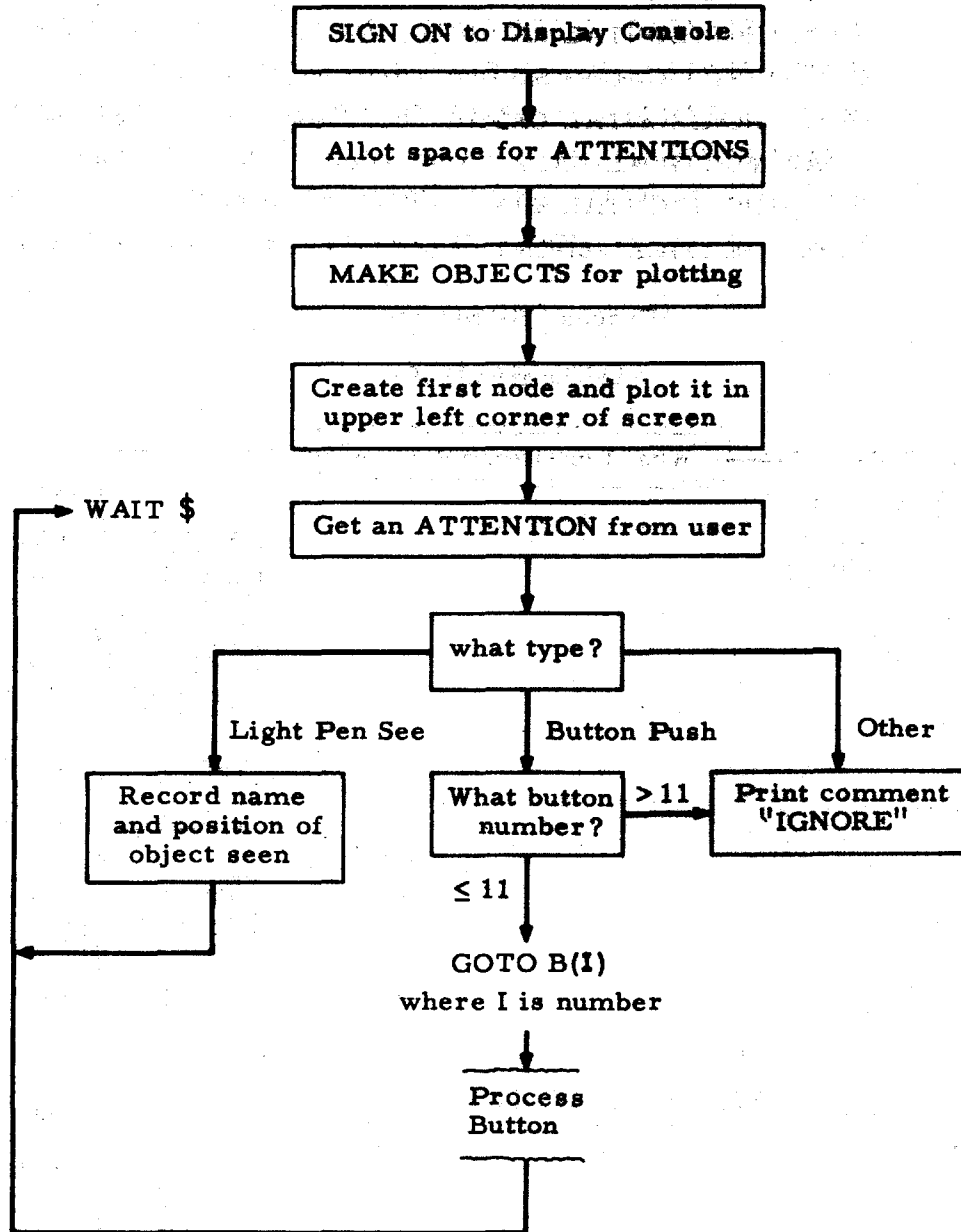 SIGN ON to Display Console
Allot space for ATTENTIONS
MAKE OBJECTS for plotting
Create first node and plot it in
upper left corner of screen
WAIT $
Get an ATTENTION from user
what type?
Light Pen See
Button Push
Other
Record name
and position of
object seen
What button
number?
> 11
Print comment
"IGNORE"
≤ 11
GOTO B(I)
where I is number
Process
Button